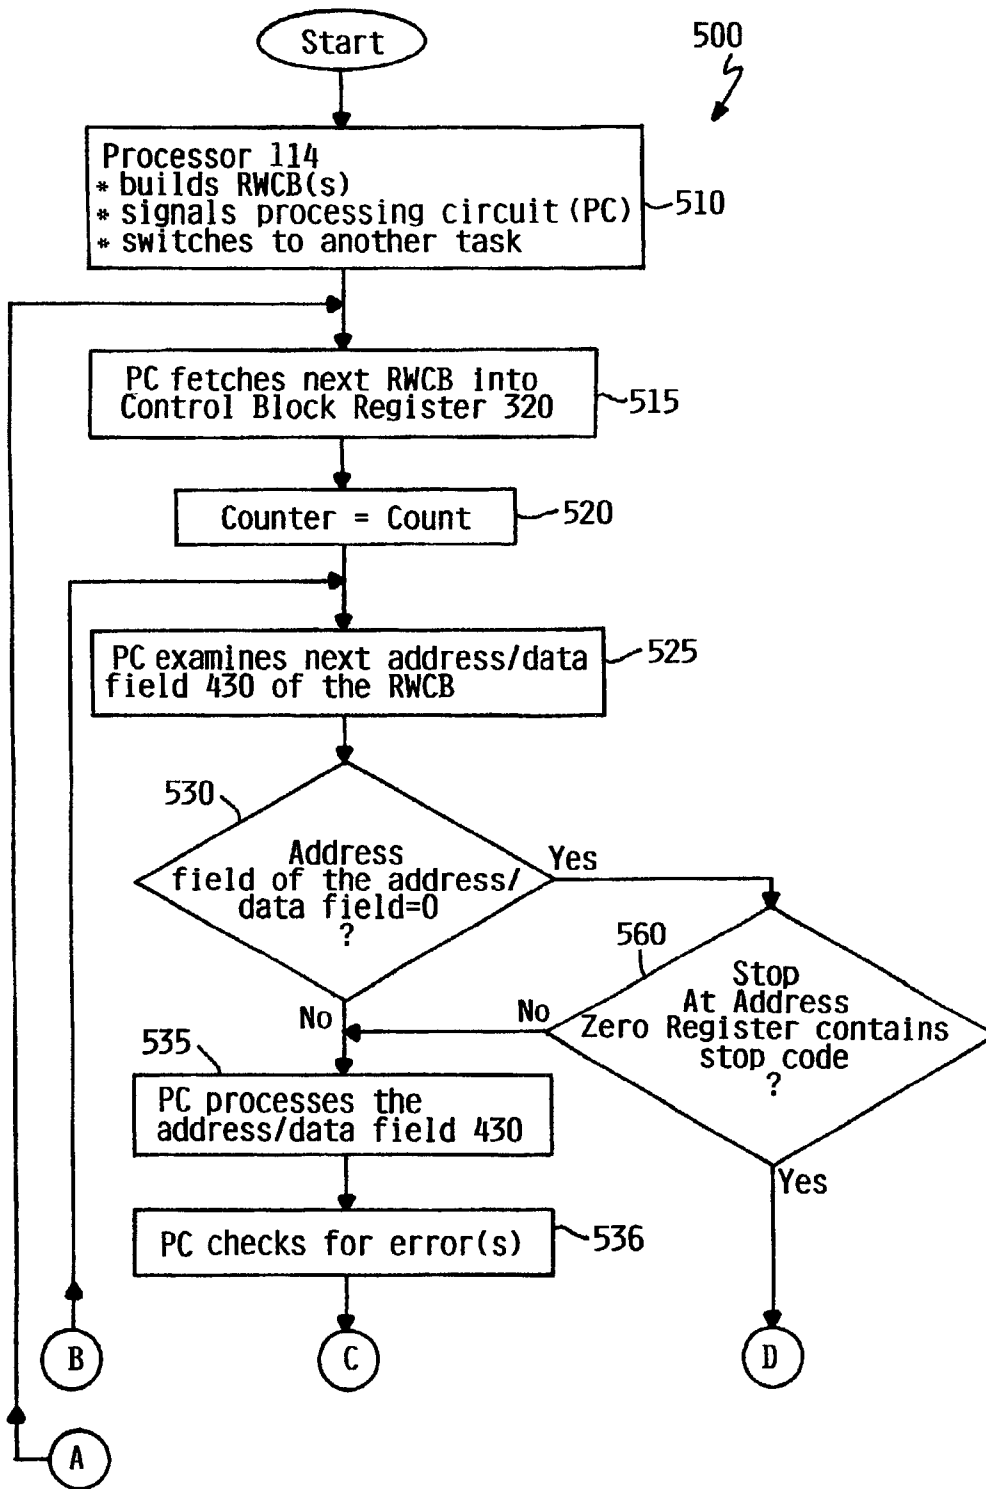 Start
500
Processor 114
* builds RWCB(s)
* signals processing circuit (PC)
* switches to another task
510
PC fetches next RWCB into
Control Block Register 320
515
Counter = Count
520
PC examines next address/data
field 430 of the RWCB
525
530
Address
field of the address/
data field=0
?
Yes
560
Stop
At Address
Zero Register contains
stop code
?
No
No
Yes
535
PC processes the
address/data field 430
PC checks for error(s)
536
B
C
D
A